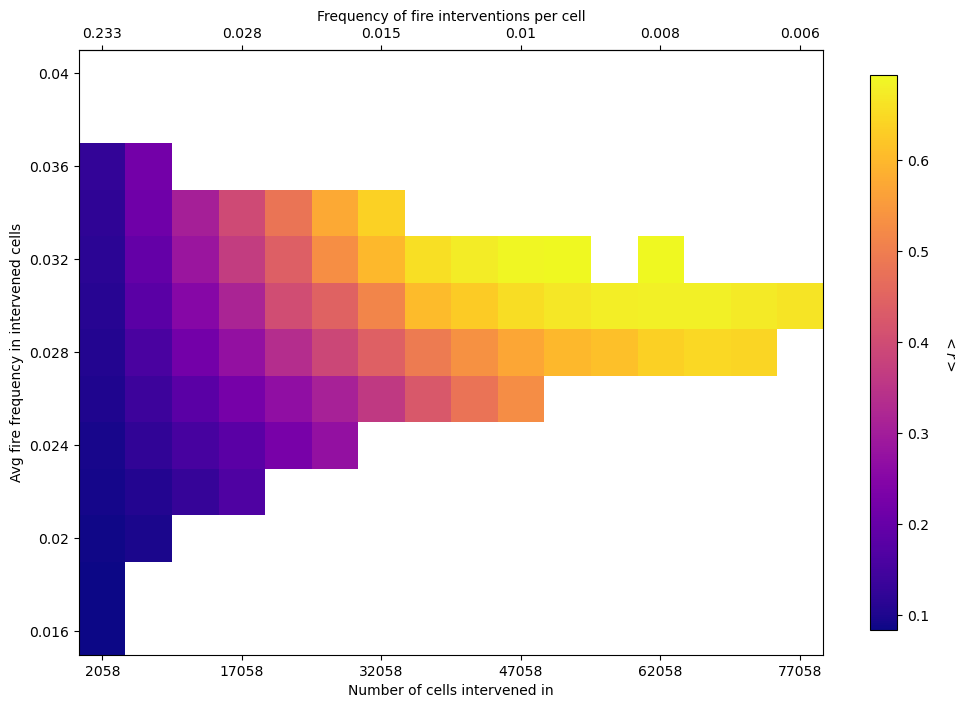 Frequency of fire interventions per cell
0.233 0.028 0.015 0.01 0.008 0.006
0.04
0.036
0.032
0.028
0.024
0.02
0.016
Avg fire frequency in intervened cells
2058 17058 32058 47058 62058 77058
Number of cells intervened in
0.6
0.5
0.4
0.3
0.2
0.1
< r >